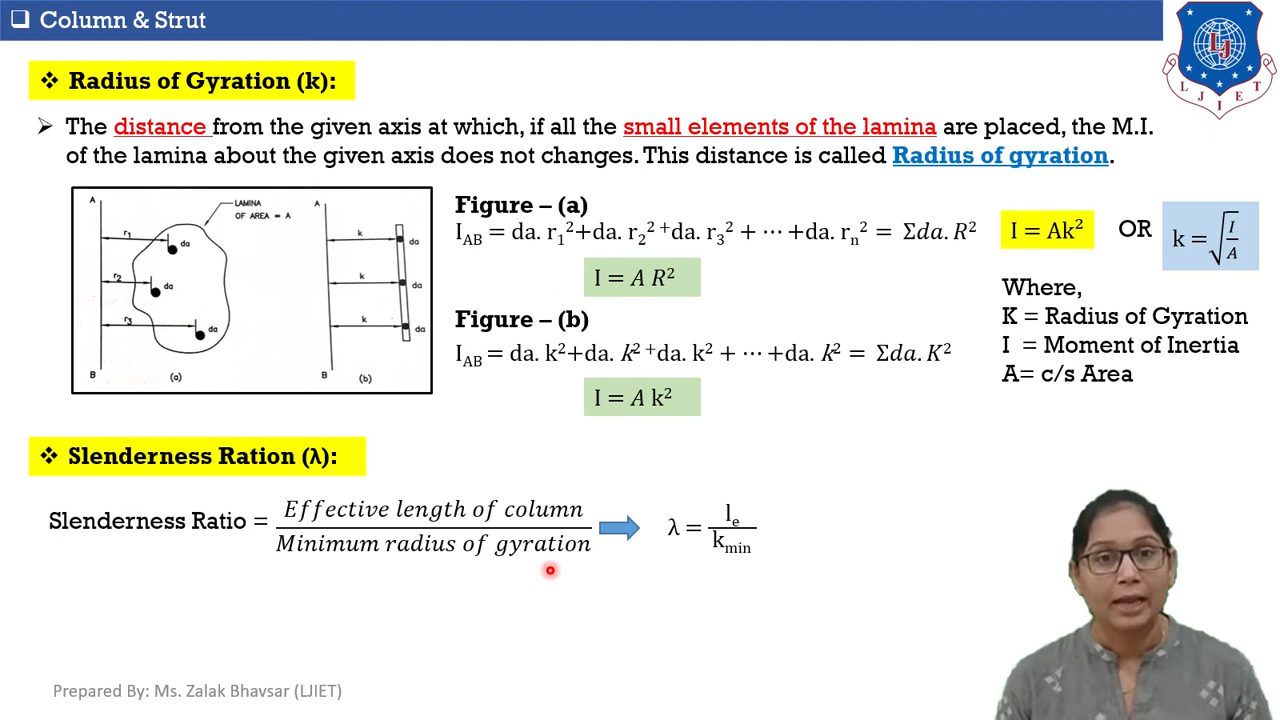 ❑ Column & Strut
L J I E T
❖ Radius of Gyration (k):
➤ The distance from the given axis at which, if all the small elements of the lamina are placed, the M.I.
of the lamina about the given axis does not changes. This distance is called Radius of gyration.
A
LAMINA
OF AREA = A
r1
da
r2
da
r3
da
B
(a)
A
k
da
k
da
k
da
B
(b)
Figure – (a)
I_AB = da. r₁²+da. r₂² ⁺da. r₃² + ⋯ +da. rₙ² = Σda. R²
I = A R²
Figure – (b)
I_AB = da. k²+da. k² ⁺da. k² + ⋯ +da. k² = Σda. K²
I = A k²
I = Ak² OR k = √(I/A)
Where,
K = Radius of Gyration
I = Moment of Inertia
A= c/s Area
❖ Slenderness Ration (λ):
Slenderness Ratio = Effective length of column / Minimum radius of gyration
λ = l_e / k_min
Prepared By: Ms. Zalak Bhavsar (LJIET)